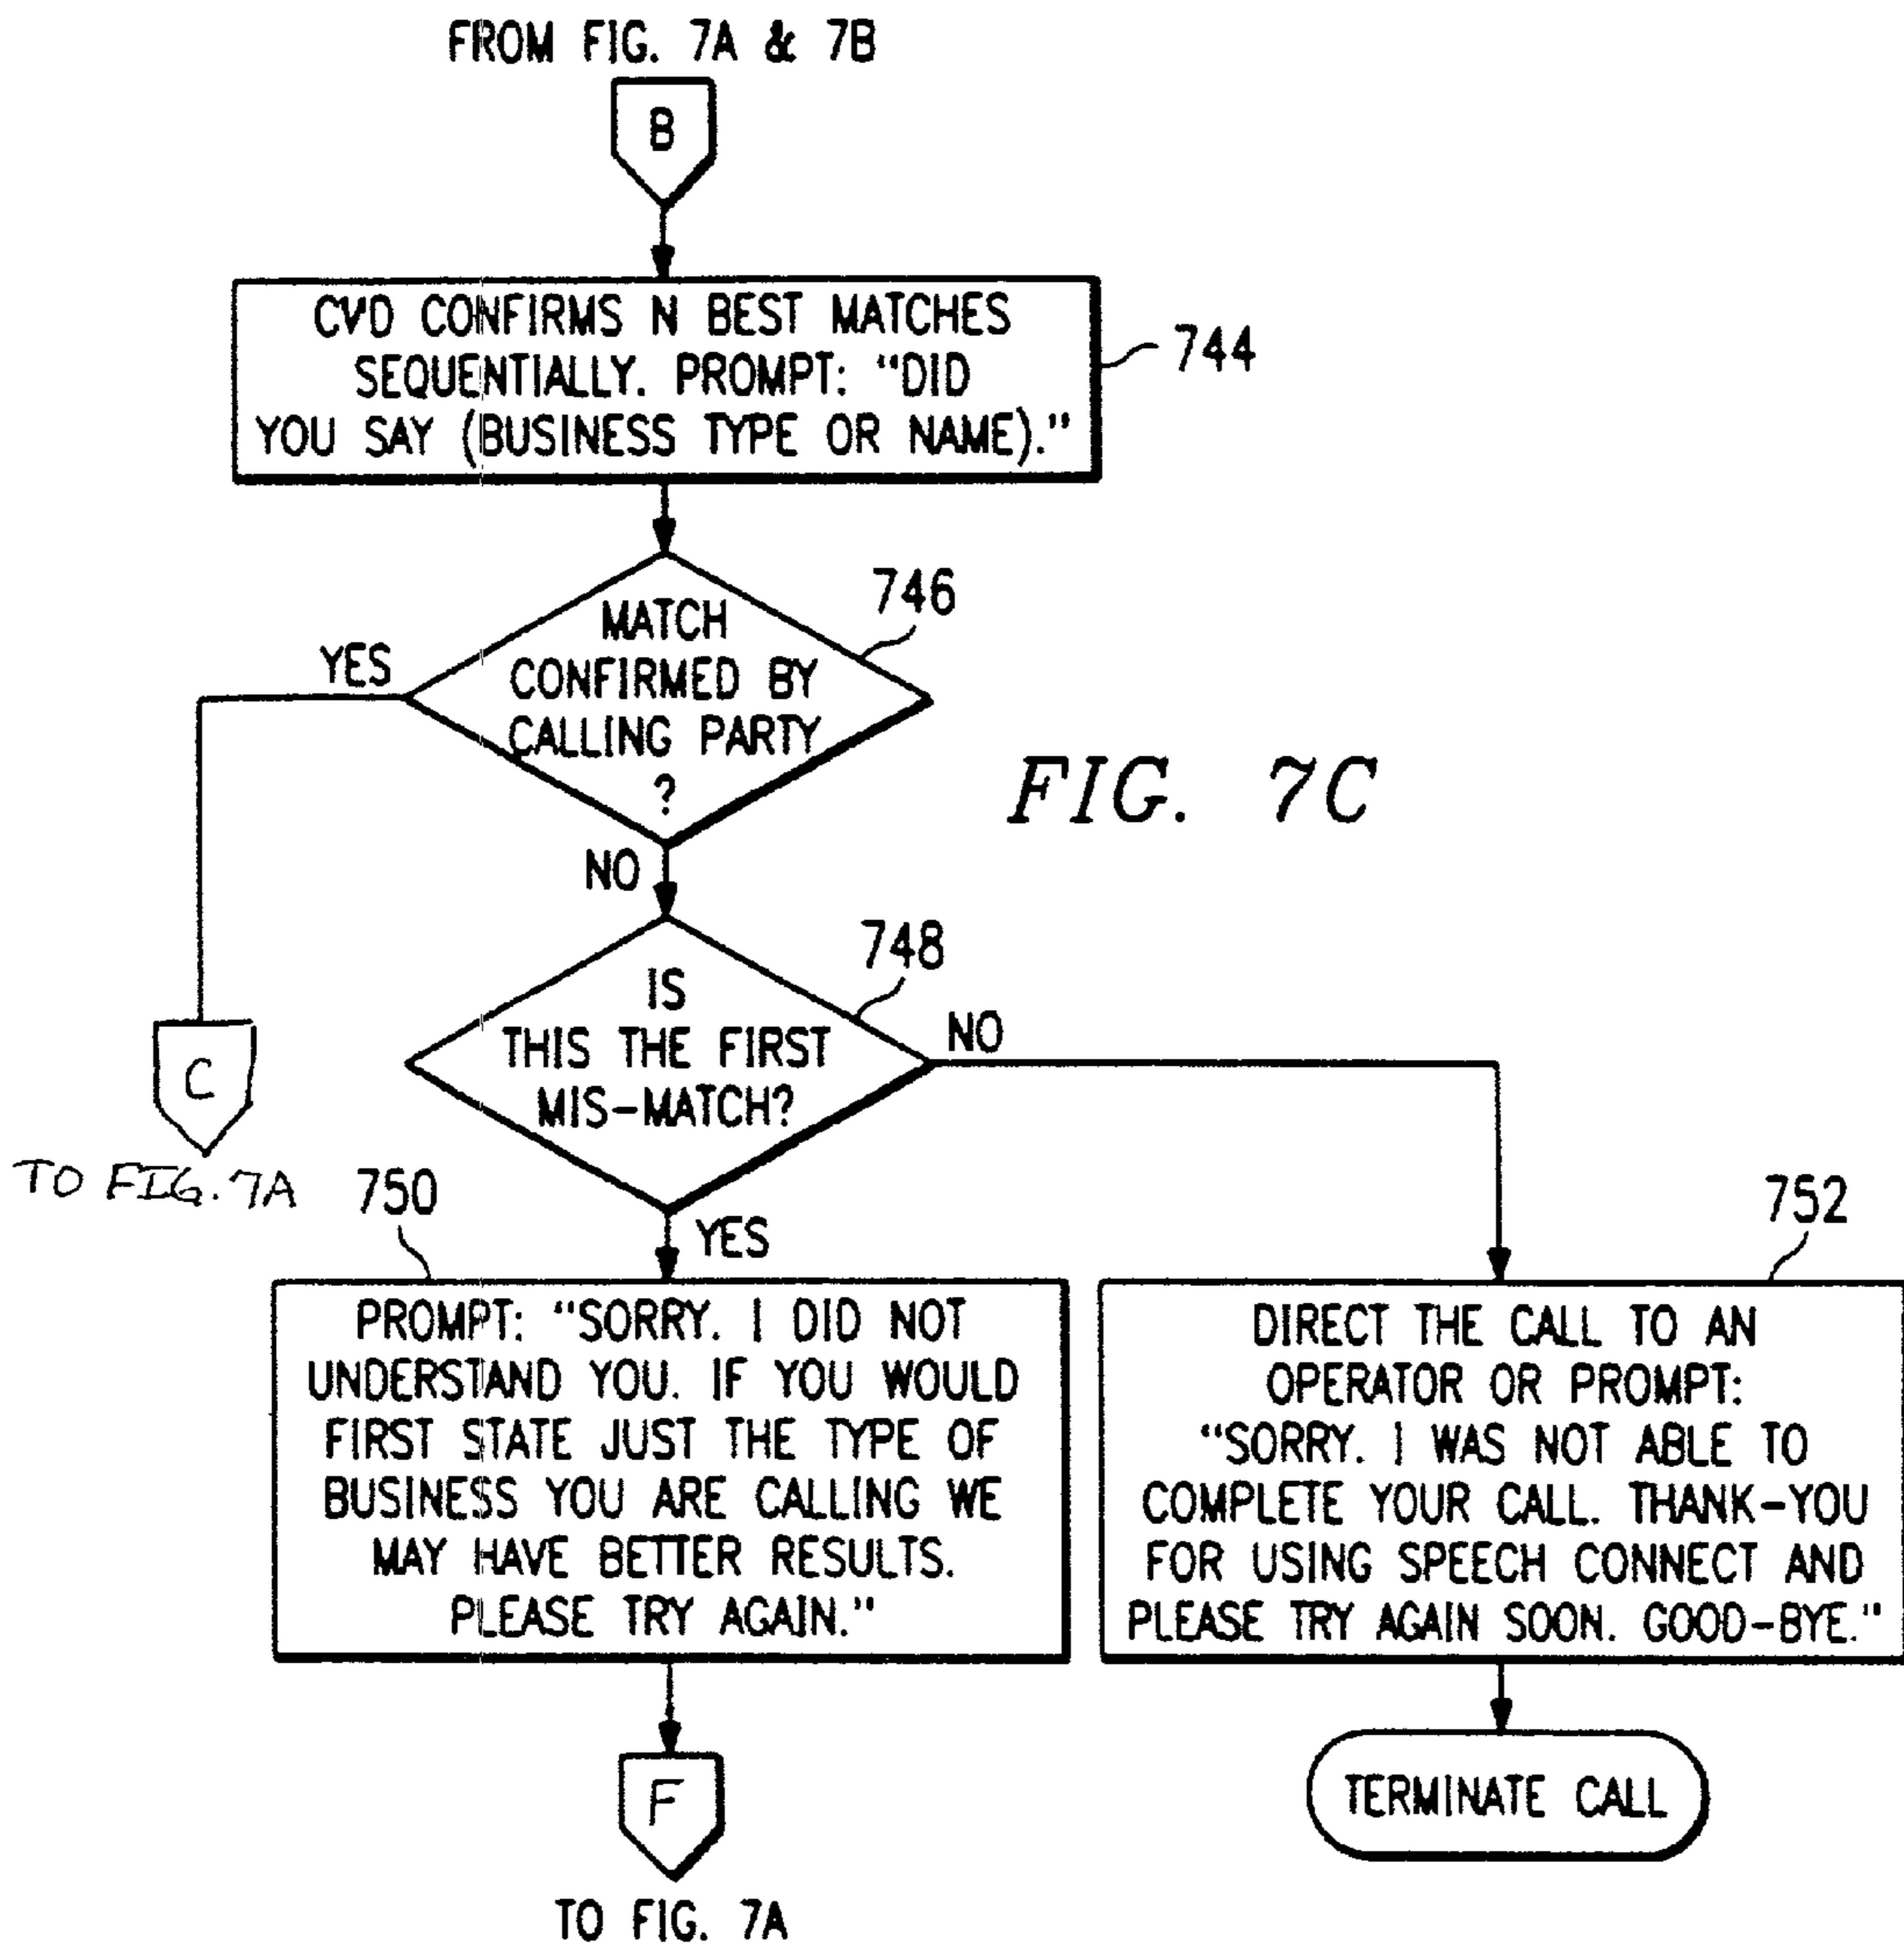 FROM FIG. 7A & 7B
B
CVD CONFIRMS N BEST MATCHES
SEQUENTIALLY. PROMPT: "DID
YOU SAY (BUSINESS TYPE OR NAME)."
744
746
MATCH
CONFIRMED BY
CALLING PARTY
?
YES
FIG. 7C
NO
748
IS
THIS THE FIRST
MIS-MATCH?
NO
C
TO FIG. 7A
750
YES
752
PROMPT: "SORRY. I DID NOT
UNDERSTAND YOU. IF YOU WOULD
FIRST STATE JUST THE TYPE OF
BUSINESS YOU ARE CALLING WE
MAY HAVE BETTER RESULTS.
PLEASE TRY AGAIN."
DIRECT THE CALL TO AN
OPERATOR OR PROMPT:
"SORRY. I WAS NOT ABLE TO
COMPLETE YOUR CALL. THANK-YOU
FOR USING SPEECH CONNECT AND
PLEASE TRY AGAIN SOON. GOOD-BYE."
F
TO FIG. 7A
TERMINATE CALL